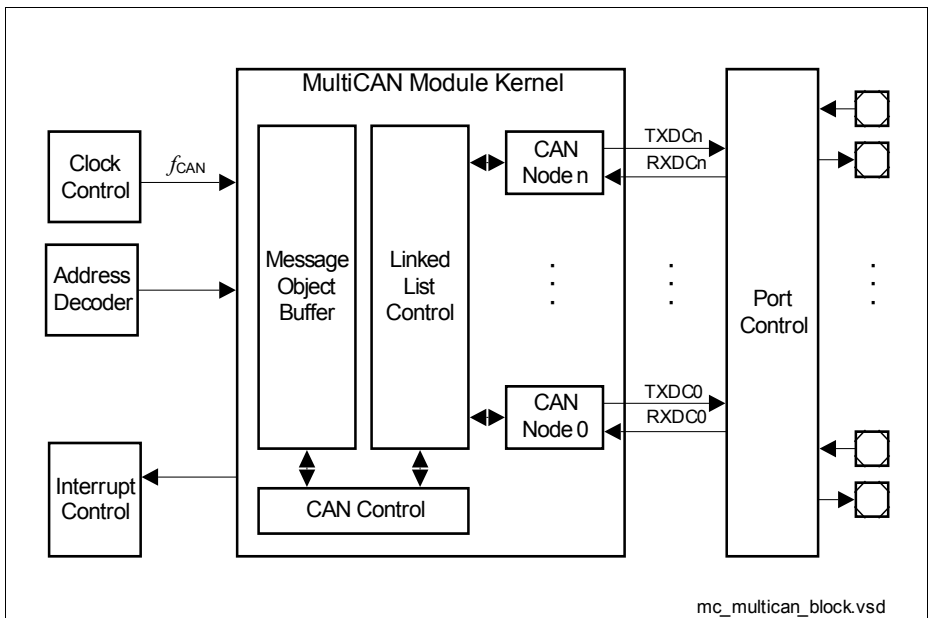 MultiCAN Module Kernel
Clock
Control
fCAN
Address
Decoder
Interrupt
Control
Message
Object
Buffer
Linked
List
Control
CAN Control
CAN
Node n
TXDCn
RXDCn
CAN
Node 0
TXDC0
RXDC0
Port
Control
mc_multican_block.vsd